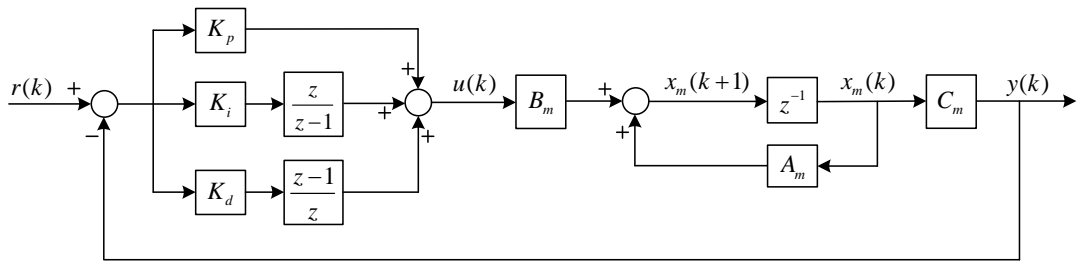 K_p
r(k) + K_i z/(z−1) + + u(k) B_m + x_m(k+1) z^{-1} x_m(k) C_m y(k)
− + +
A_m
K_d (z−1)/z